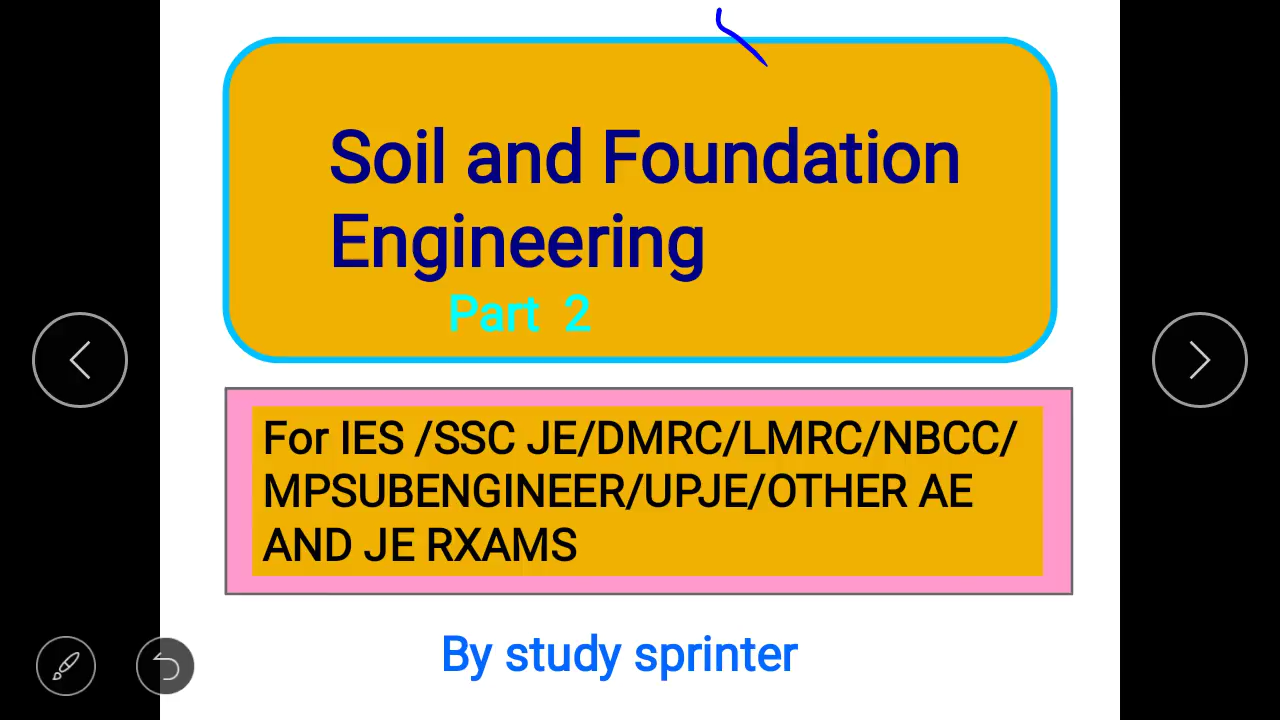 Soil and Foundation
Engineering
Part 2
For IES /SSC JE/DMRC/LMRC/NBCC/
MPSUBENGINEER/UPJE/OTHER AE
AND JE RXAMS
By study sprinter